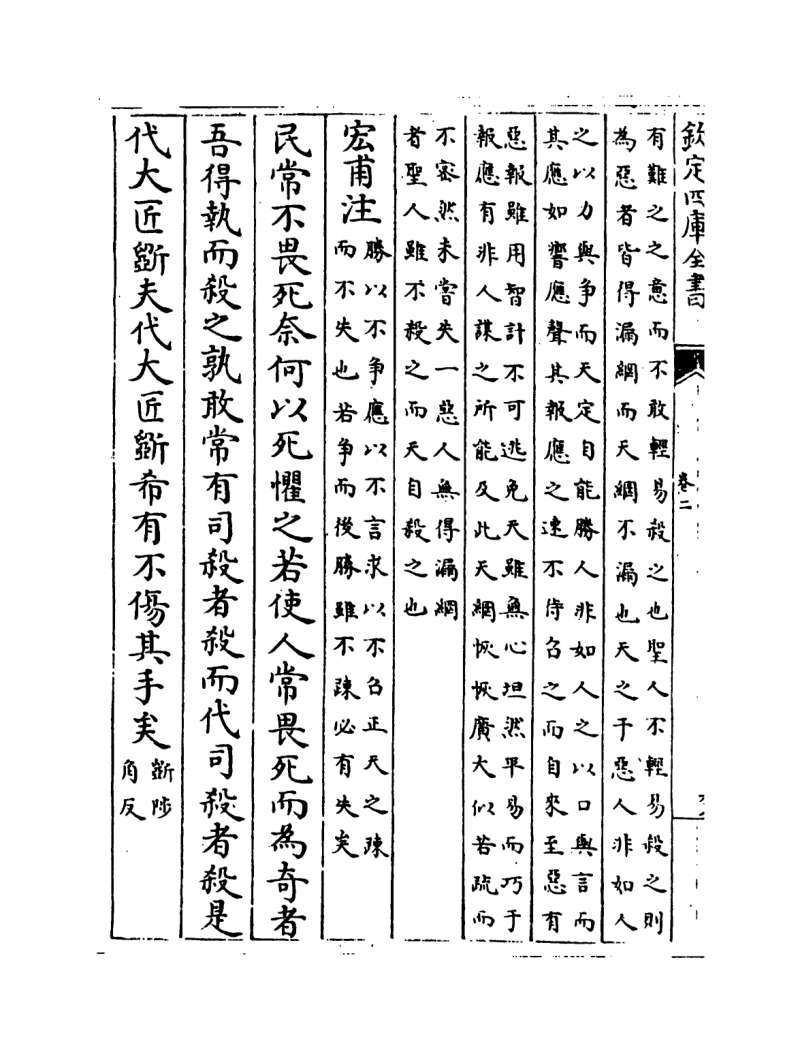 欽定四庫全書
卷二
有難之之意而不敢輕易殺之也聖人不輕易殺之則
為惡者皆得漏網而天網不漏也天之于惡人非如人
之以力與争而天定自能勝人非如人之以口與言而
其應如響應聲其報應之速不待召之而自來至惡有
惡報雖用智計不可逃免天雖無心坦然平易而巧于
報應有非人謀之所能及此天網恢恢廣大似若疏而
不密然未嘗失一惡人無得漏網
者聖人雖不殺之而天自殺之也
宏甫注
勝以不争應以不言求以不召正天之踈
而不失也若争而後勝雖不踈必有失矣
民常不畏死奈何以死懼之若使人常畏死而為奇者
吾得執而殺之孰敢常有司殺者殺而代司殺者殺是
代大匠斵夫代大匠斵希有不傷其手矣
斵陟
角反